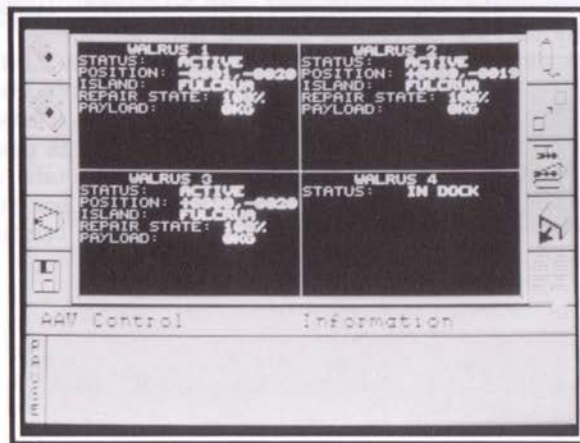 WALRUS 1
STATUS: ACTIVE
POSITION: -0001,-0020
ISLAND: FULCRUM
REPAIR STATE: 100%
PAYLOAD: 0KG
WALRUS 2
STATUS: ACTIVE
POSITION: +0000,-0019
ISLAND: FULCRUM
REPAIR STATE: 100%
PAYLOAD: 0KG
WALRUS 3
STATUS: ACTIVE
POSITION: +0000,-0020
ISLAND: FULCRUM
REPAIR STATE: 100%
PAYLOAD: 0KG
WALRUS 4
STATUS: IN DOCK
AAV Control Information